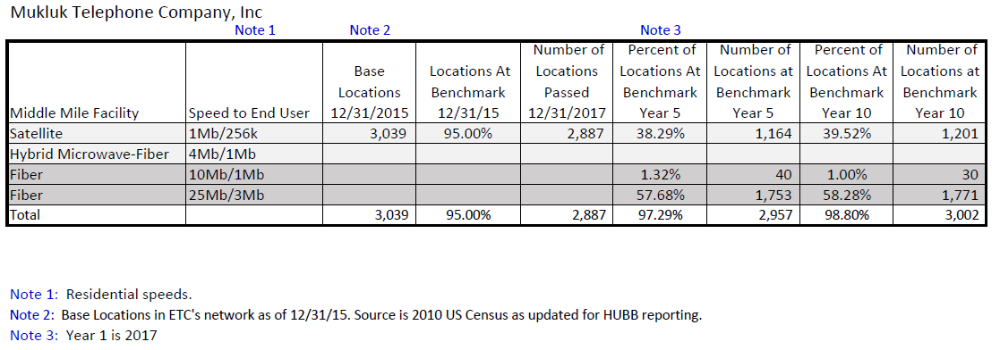 Mukluk Telephone Company, Inc
Note 1 Note 2 Note 3
Number of Percent of Number of Percent of Number of
Base Locations At Locations Locations At Locations at Locations At Locations at
Locations Benchmark Passed Benchmark Benchmark Benchmark Benchmark
Middle Mile Facility Speed to End User 12/31/2015 12/31/15 12/31/2017 Year 5 Year 5 Year 10 Year 10
Satellite 1Mb/256k 3,039 95.00% 2,887 38.29% 1,164 39.52% 1,201
Hybrid Microwave-Fiber 4Mb/1Mb
Fiber 10Mb/1Mb 1.32% 40 1.00% 30
Fiber 25Mb/3Mb 57.68% 1,753 58.28% 1,771
Total 3,039 95.00% 2,887 97.29% 2,957 98.80% 3,002
Note 1: Residential speeds.
Note 2: Base Locations in ETC's network as of 12/31/15. Source is 2010 US Census as updated for HUBB reporting.
Note 3: Year 1 is 2017